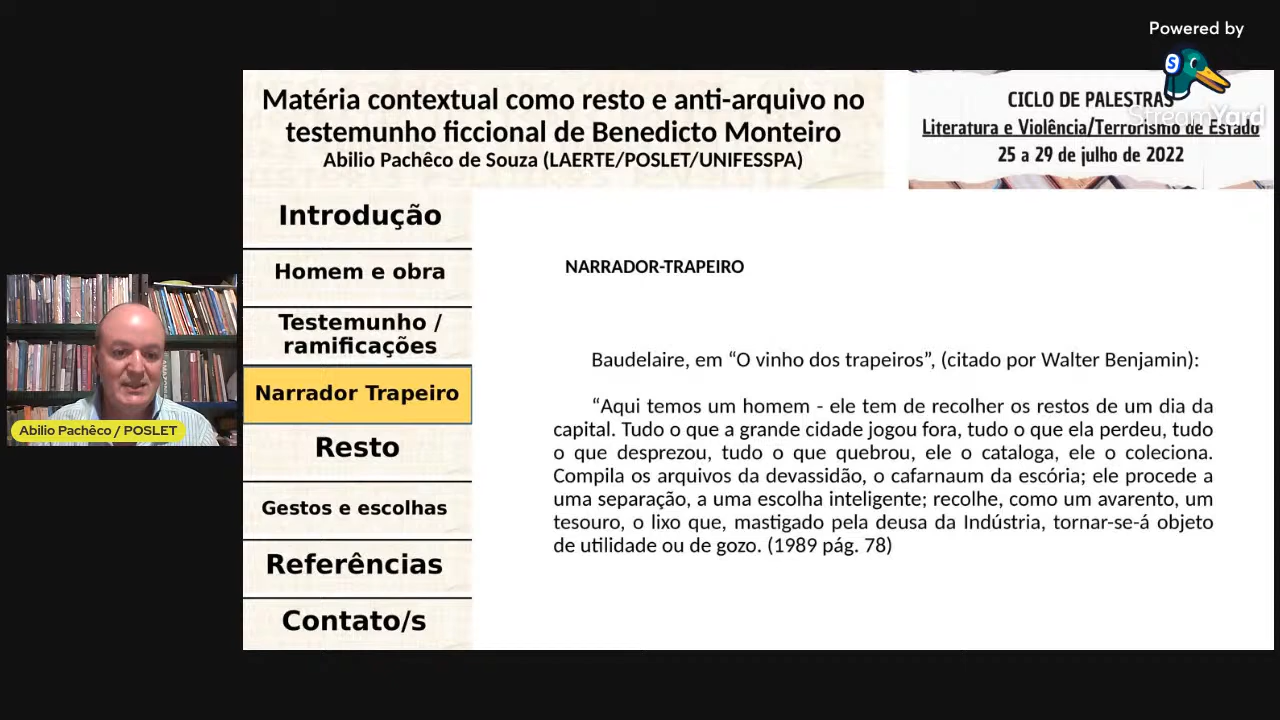 Powered by
StreamYard
Matéria contextual como resto e anti-arquivo no
testemunho ficcional de Benedicto Monteiro
Abilio Pachêco de Souza (LAERTE/POSLET/UNIFESSPA)
CICLO DE PALESTRAS
Literatura e Violência/Terrorismo de Estado
25 a 29 de julho de 2022
Introdução
Homem e obra
Testemunho /
ramificações
Narrador Trapeiro
Resto
Gestos e escolhas
Referências
Contato/s
NARRADOR-TRAPEIRO
Baudelaire, em “O vinho dos trapeiros”, (citado por Walter Benjamin):
“Aqui temos um homem - ele tem de recolher os restos de um dia da
capital. Tudo o que a grande cidade jogou fora, tudo o que ela perdeu, tudo
o que desprezou, tudo o que quebrou, ele o cataloga, ele o coleciona.
Compila os arquivos da devassidão, o cafarnaum da escória; ele procede a
uma separação, a uma escolha inteligente; recolhe, como um avarento, um
tesouro, o lixo que, mastigado pela deusa da Indústria, tornar-se-á objeto
de utilidade ou de gozo. (1989 pág. 78)
Abilio Pachêco / POSLET